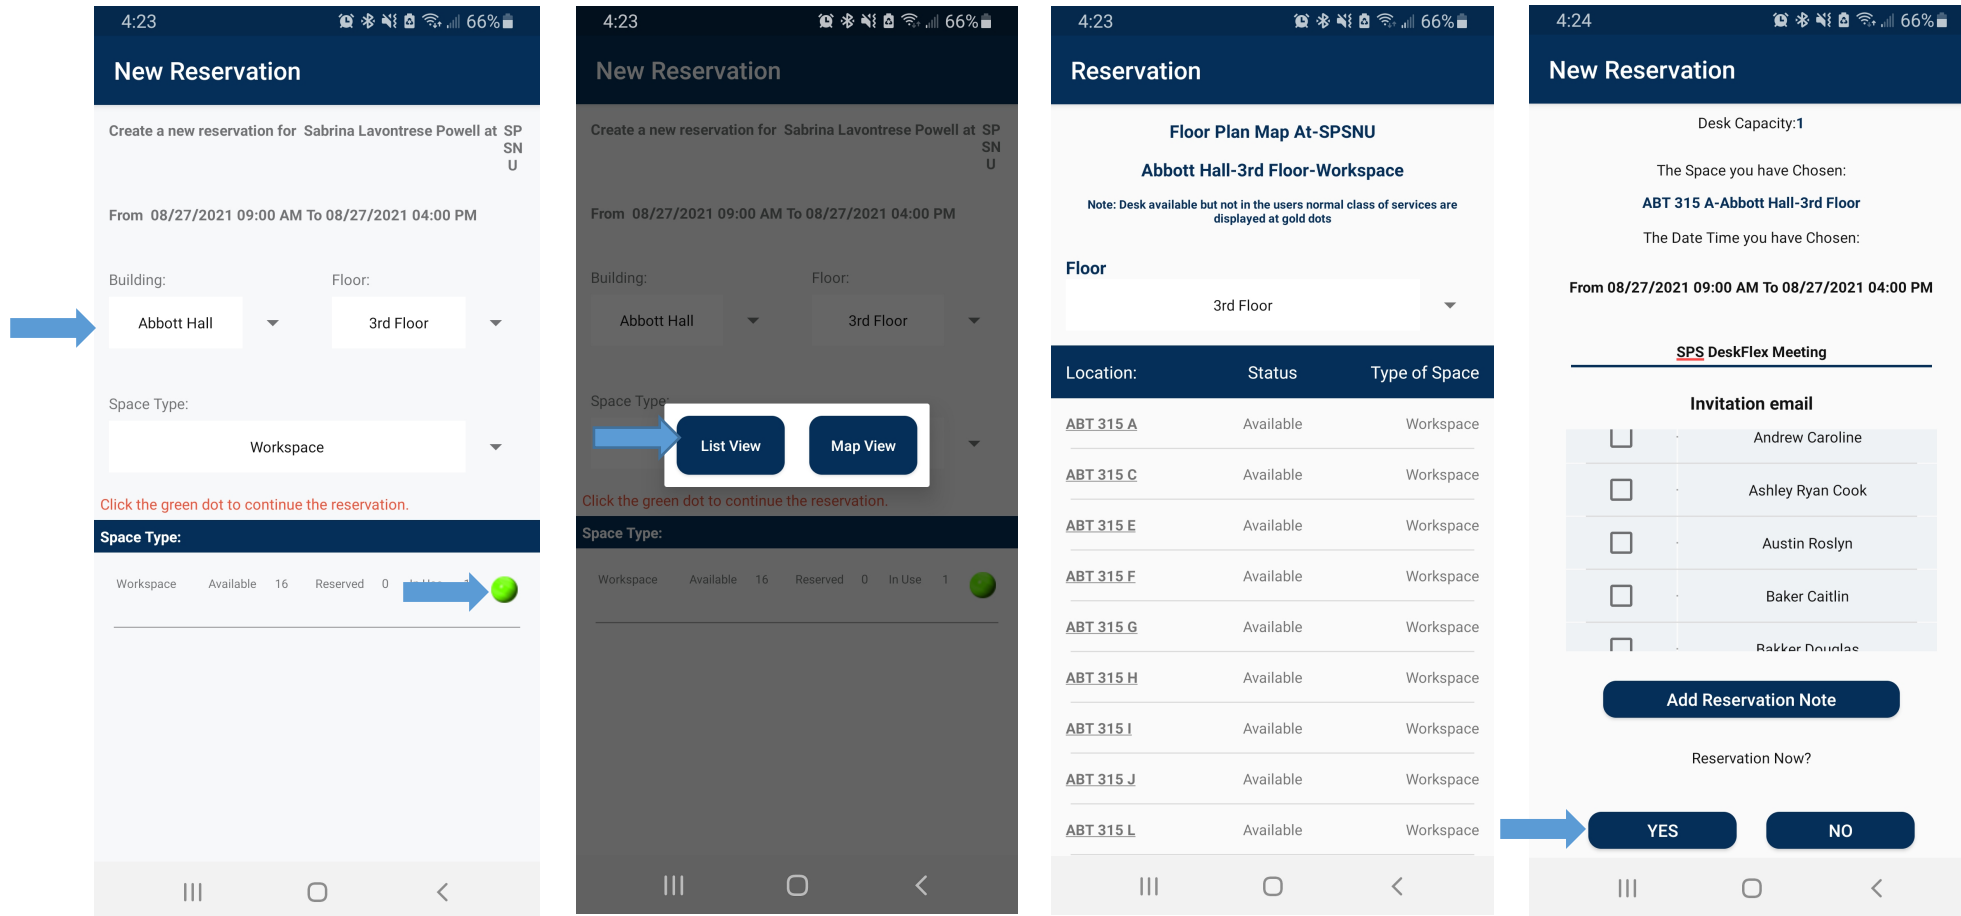 4:23 66%
New Reservation
Create a new reservation for Sabrina Lavontrese Powell at SP
SN
U
From 08/27/2021 09:00 AM To 08/27/2021 04:00 PM
Building: Floor:
Abbott Hall 3rd Floor
Space Type:
Workspace
Click the green dot to continue the reservation.
Space Type:
Workspace Available 16 Reserved 0 In Use 1
4:23 66%
New Reservation
Create a new reservation for Sabrina Lavontrese Powell at SP
SN
U
From 08/27/2021 09:00 AM To 08/27/2021 04:00 PM
Building: Floor:
Abbott Hall 3rd Floor
Space Type:
List View Map View
Click the green dot to continue the reservation.
Space Type:
Workspace Available 16 Reserved 0 In Use 1
4:23 66%
Reservation
Floor Plan Map At-SPSNU
Abbott Hall-3rd Floor-Workspace
Note: Desk available but not in the users normal class of services are
displayed at gold dots
Floor
3rd Floor
Location: Status Type of Space
ABT 315 A Available Workspace
ABT 315 C Available Workspace
ABT 315 E Available Workspace
ABT 315 F Available Workspace
ABT 315 G Available Workspace
ABT 315 H Available Workspace
ABT 315 I Available Workspace
ABT 315 J Available Workspace
ABT 315 L Available Workspace
4:24 66%
New Reservation
Desk Capacity:1
The Space you have Chosen:
ABT 315 A-Abbott Hall-3rd Floor
The Date Time you have Chosen:
From 08/27/2021 09:00 AM To 08/27/2021 04:00 PM
SPS DeskFlex Meeting
Invitation email
Andrew Caroline
Ashley Ryan Cook
Austin Roslyn
Baker Caitlin
Bakker Douglas
Add Reservation Note
Reservation Now?
YES NO